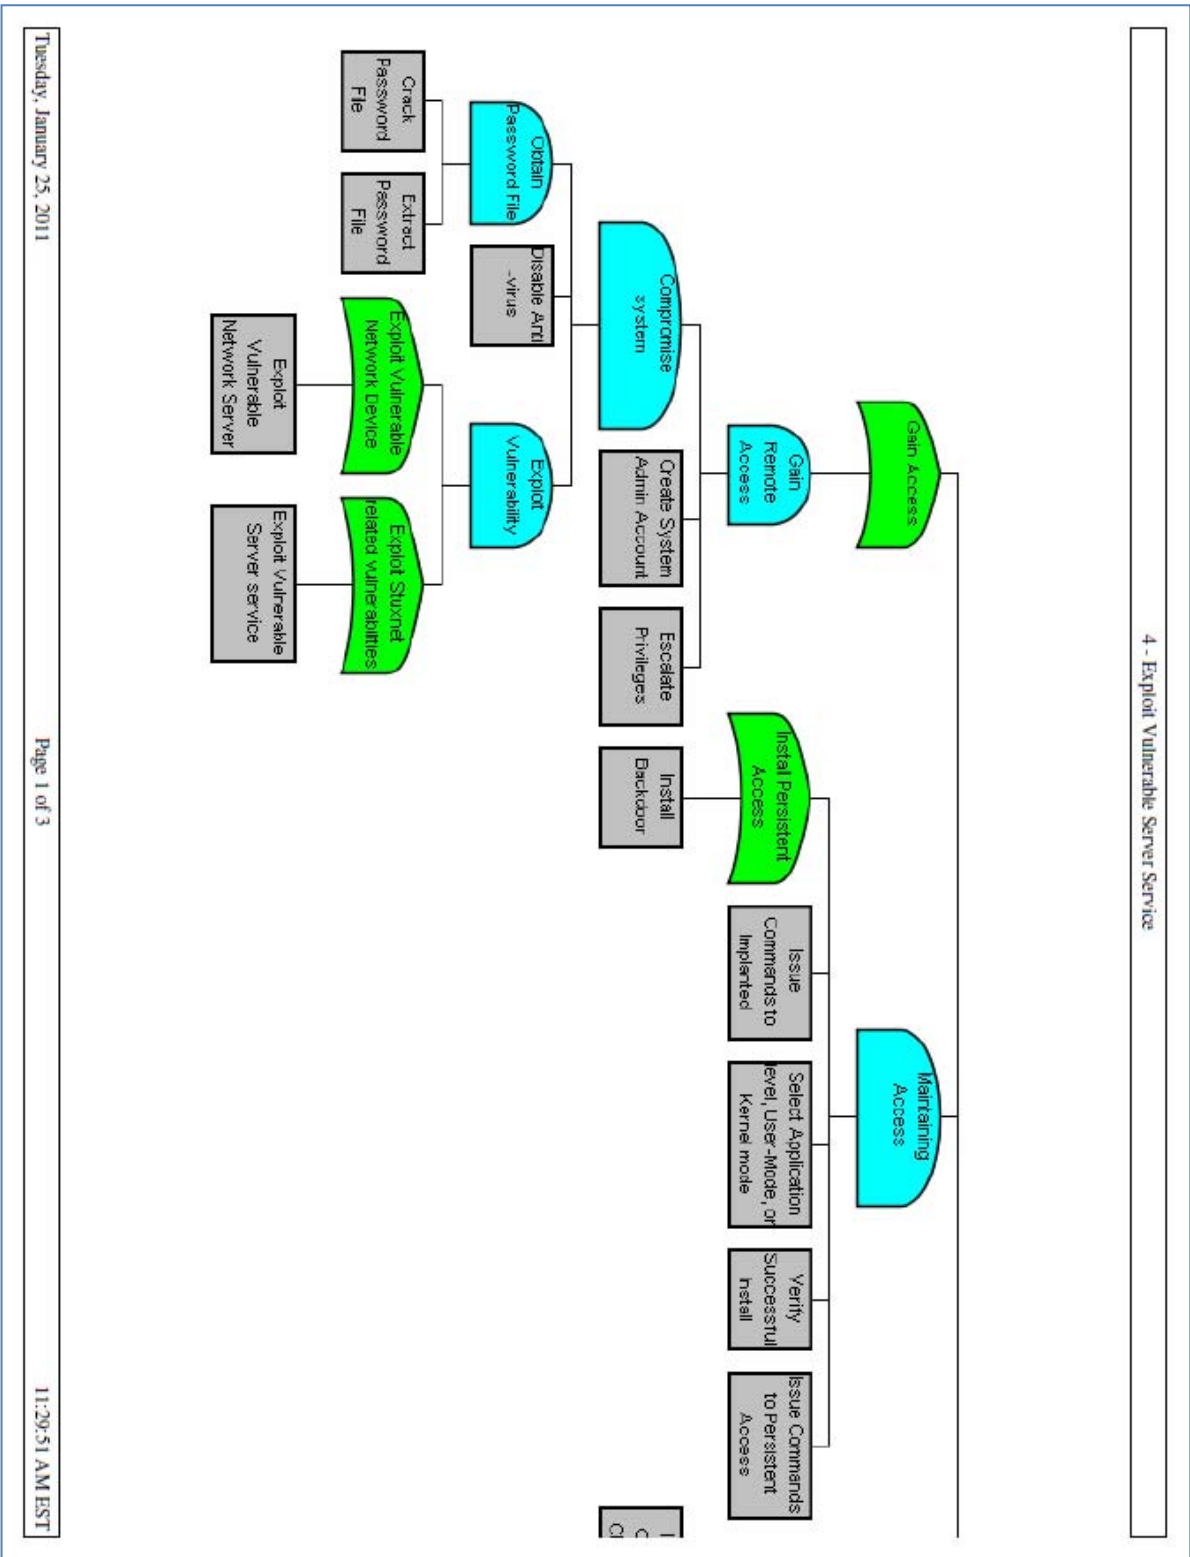 4 - Exploit Vulnerable Server Service
Gain Access
Maintaining
Access
Gain
Remote
Access
Instal Persistent
Access
Issue
Commands to
Implanted
Select Application
level, User-Mode, or
Kernel mode
Verify
Successful
Install
Issue Commands
to Persistent
Access
Compromise
system
Create System
Admin Account
Escalate
Privileges
Install
Backdoor
Obtain
Password File
Disable Anti
-virus
Exploit
Vulnerability
Crack
Password
File
Extract
Password
File
Exploit Vulnerable
Network Device
Exploit Stuxnet
related vulnerabilities
Exploit
Vulnerable
Network Server
Exploit Vulnerable
Server service
Tuesday, January 25, 2011
Page 1 of 3
11:29:51 AM EST